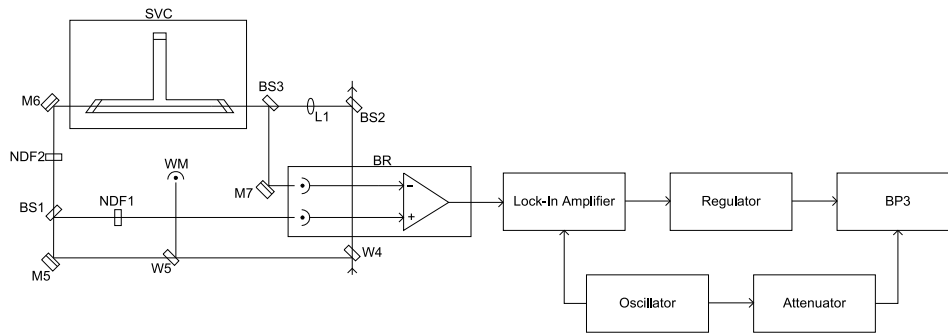 SVC
M6
BS3
L1
BS2
NDF2
WM
BR
M7
−
BS1
NDF1
+
Lock-In Amplifier
Regulator
BP3
M5
W5
W4
Oscillator
Attenuator